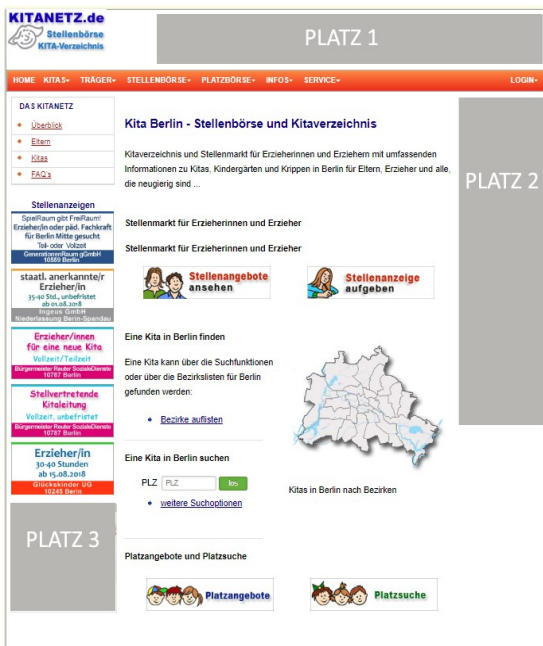 KITANETZ.de
Stellenbörse
KITA-Verzeichnis
PLATZ 1
HOME KITAS TRÄGER STELLENBÖRSE PLATZBÖRSE INFOS SERVICE LOGIN
DAS KITANETZ
Überblick
Eltern
Kitas
FAQ's
Stellenanzeigen
SpielRaum gibt FreiRaum!
Erzieher/in oder päd. Fachkraft
für Berlin Mitte gesucht
Teil- oder Vollzeit
GenerationenRaum gGmbH
10589 Berlin
staatl. anerkannte/r
Erzieher/in
35-40 Std., unbefristet
ab 01.08.2018
Ingeus GmbH
Niederlassung Berlin-Spandau
Erzieher/innen
für eine neue Kita
Vollzeit/Teilzeit
Bürgermeister Reuter SozialeDienste
10787 Berlin
Stellvertretende
Kitaleitung
Vollzeit, unbefristet
Bürgermeister Reuter SozialeDienste
10787 Berlin
Erzieher/in
30-40 Stunden
ab 15.08.2018
Glückskinder UG
10245 Berlin
PLATZ 3
Kita Berlin - Stellenbörse und Kitaverzeichnis
Kitaverzeichnis und Stellenmarkt für Erzieherinnen und Erziehern mit umfassenden
Informationen zu Kitas, Kindergärten und Krippen in Berlin für Eltern, Erzieher und alle,
die neugierig sind ...
Stellenmarkt für Erzieherinnen und Erzieher
Stellenmarkt für Erzieherinnen und Erzieher
Stellenangebote
ansehen
Stellenanzeige
aufgeben
Eine Kita in Berlin finden
Eine Kita kann über die Suchfunktionen
oder über die Bezirkslisten für Berlin
gefunden werden:
Bezirke auflisten
Eine Kita in Berlin suchen
PLZ PLZ los
weitere Suchoptionen
Kitas in Berlin nach Bezirken
Platzangebote und Platzsuche
Platzangebote
Platzsuche
PLATZ 2